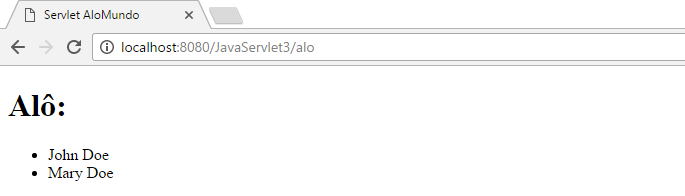 Servlet AloMundo
localhost:8080/JavaServlet3/alo
Alô:
John Doe
Mary Doe